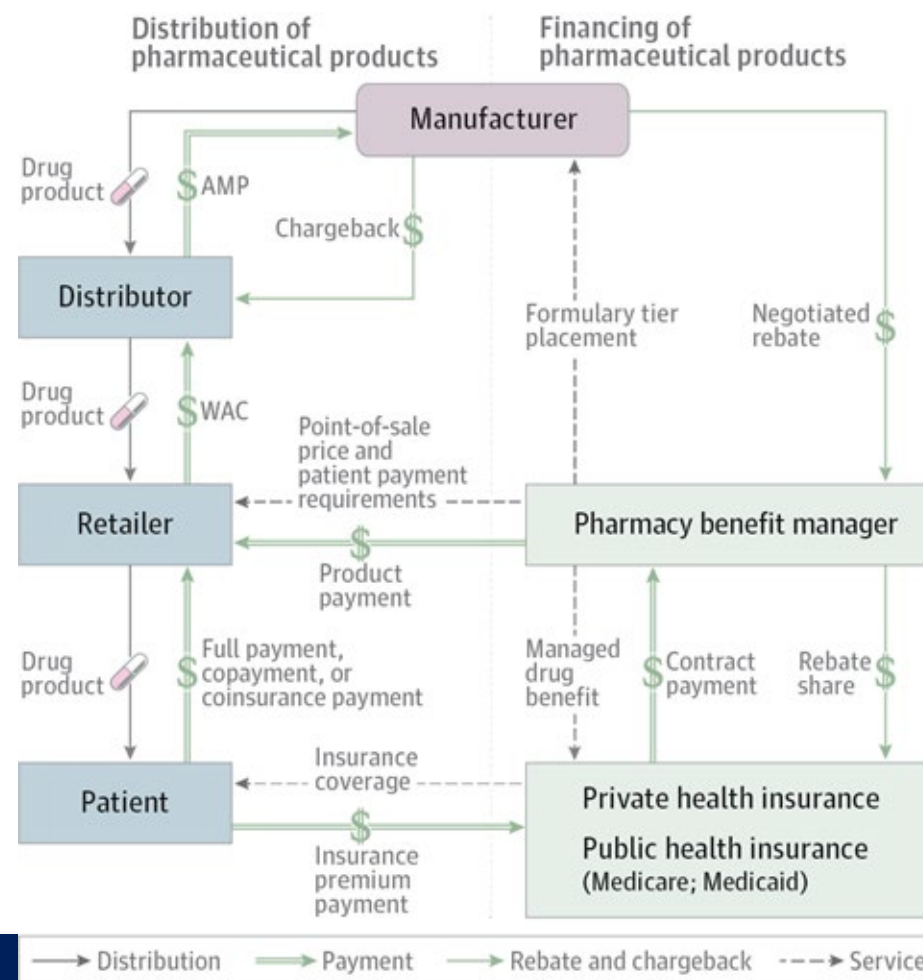 Distribution of
pharmaceutical products
Financing of
pharmaceutical products
Manufacturer
Drug
product
$ AMP
Chargeback $
Distributor
Formulary tier
placement
Negotiated
rebate $
Drug
product
$ WAC
Point-of-sale
price and
patient payment
requirements
Retailer
Pharmacy benefit manager
$
Product
payment
Drug
product
$ Full payment,
copayment, or
coinsurance payment
Managed
drug
benefit
$ Contract
payment
Rebate
share $
Insurance
coverage
Patient
$
Insurance
premium
payment
Private health insurance
Public health insurance
(Medicare; Medicaid)
Distribution
Payment
Rebate and chargeback
Service